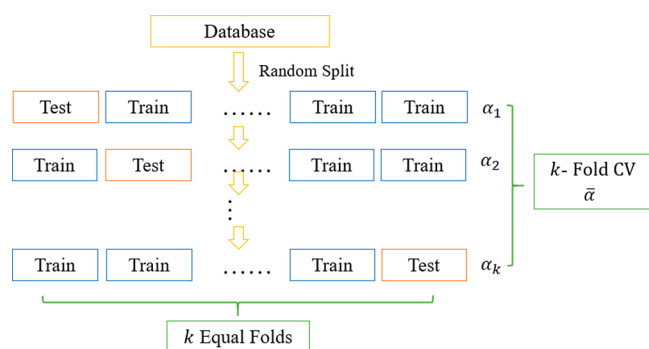 Database
Random Split
Test Train ...... Train Train α₁
Train Test ...... Train Train α₂
k- Fold CV
ᾱ
Train Train ...... Train Test αₖ
k Equal Folds